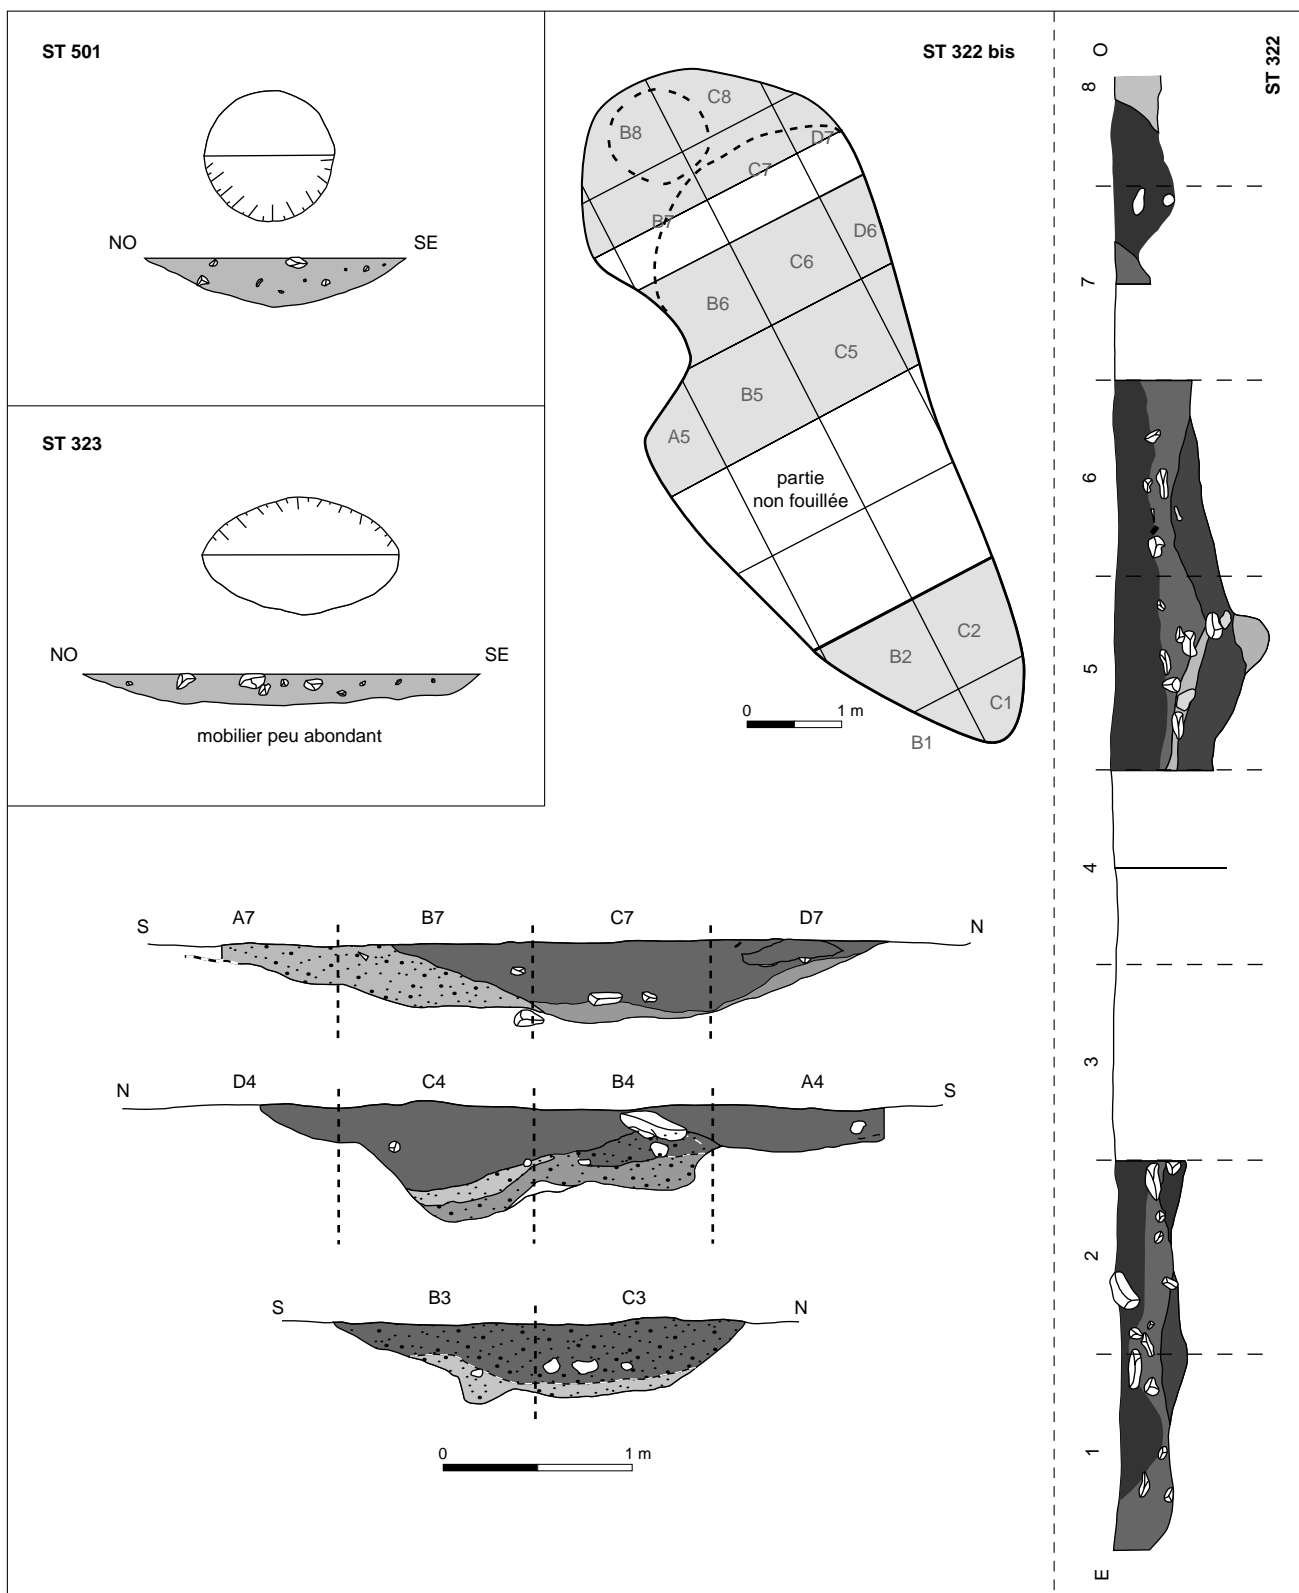 ST 501
NO
SE
ST 323
NO
SE
mobilier peu abondant
ST 322 bis
C8
B8
D7
C7
B7
D6
C6
B6
C5
B5
A5
partie
non fouillée
C2
B2
C1
B1
0
1 m
ST 322
O
8
7
6
5
4
3
2
1
E
S
A7
B7
C7
D7
N
N
D4
C4
B4
A4
S
S
B3
C3
N
0
1 m